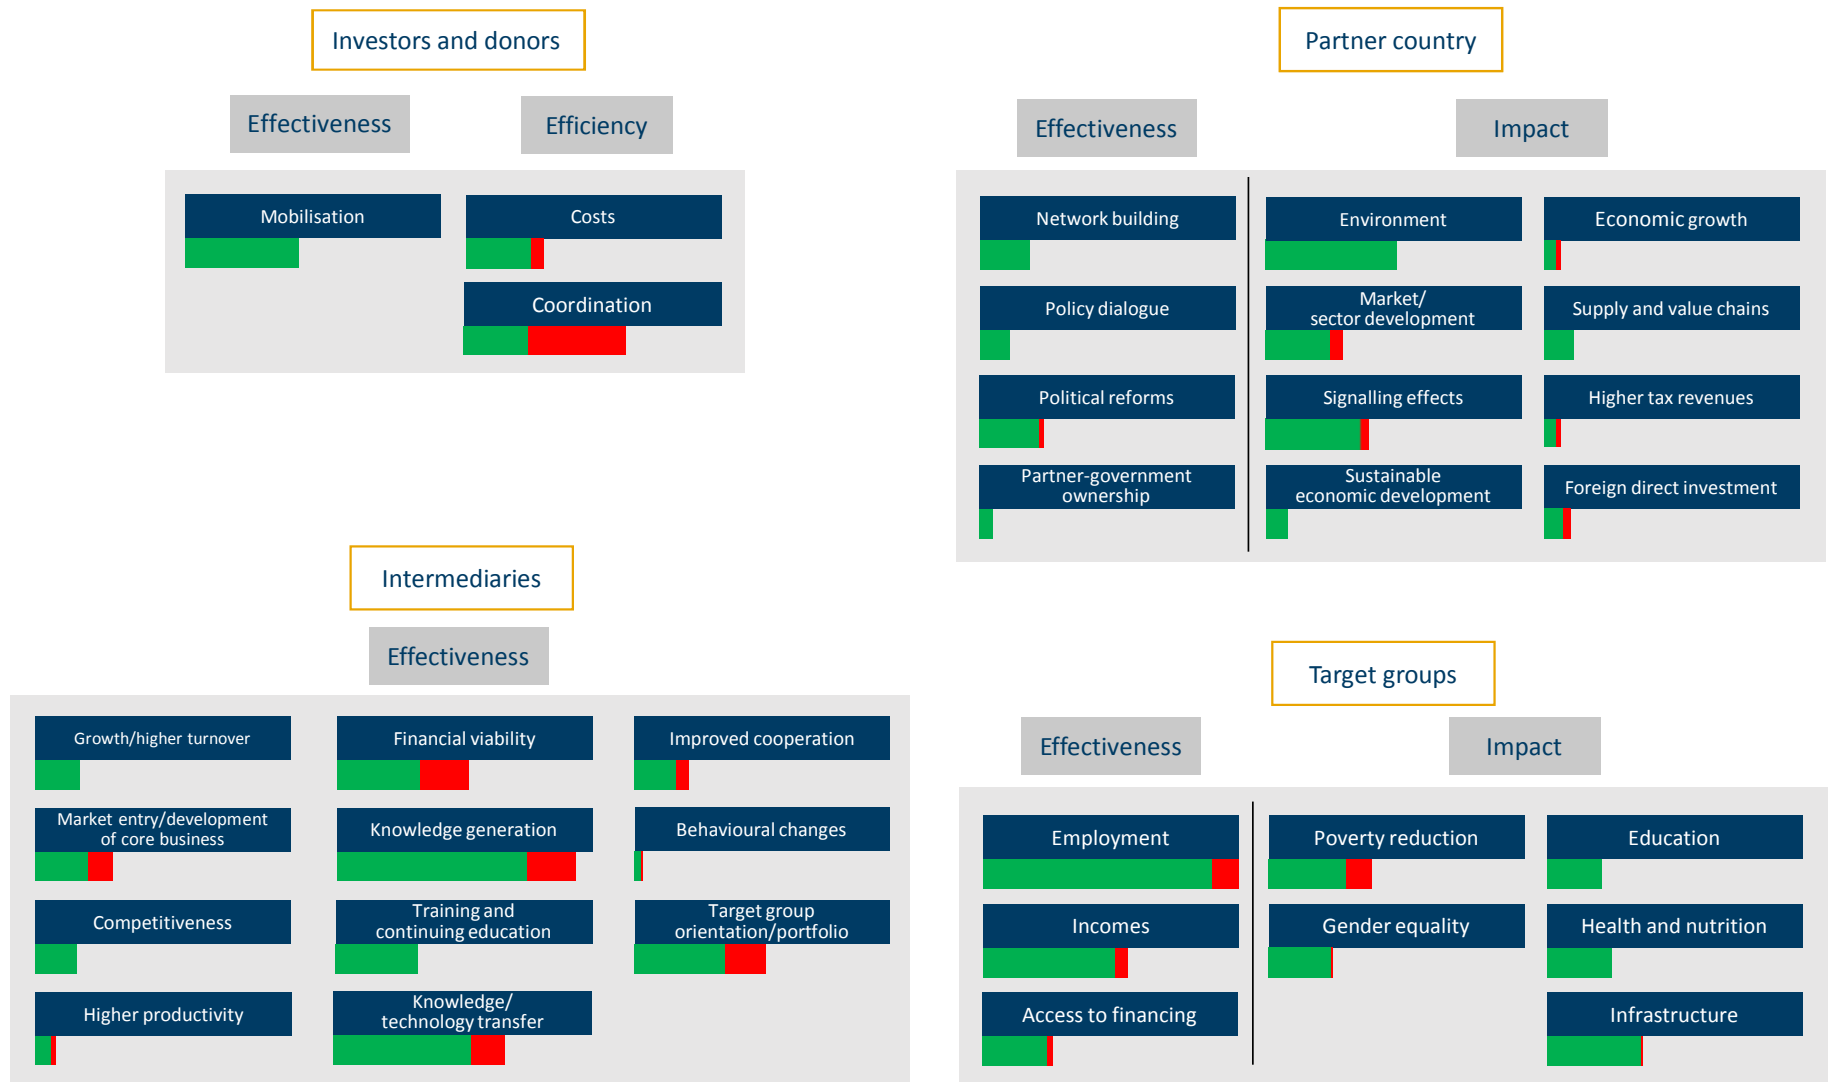 Investors and donors
Effectiveness
Efficiency
Mobilisation
Costs
Coordination
Partner country
Effectiveness
Impact
Network building
Environment
Economic growth
Policy dialogue
Market/
sector development
Supply and value chains
Political reforms
Signalling effects
Higher tax revenues
Partner-government
ownership
Sustainable
economic development
Foreign direct investment
Intermediaries
Effectiveness
Growth/higher turnover
Financial viability
Improved cooperation
Market entry/development
of core business
Knowledge generation
Behavioural changes
Competitiveness
Training and
continuing education
Target group
orientation/portfolio
Higher productivity
Knowledge/
technology transfer
Target groups
Effectiveness
Impact
Employment
Poverty reduction
Education
Incomes
Gender equality
Health and nutrition
Access to financing
Infrastructure